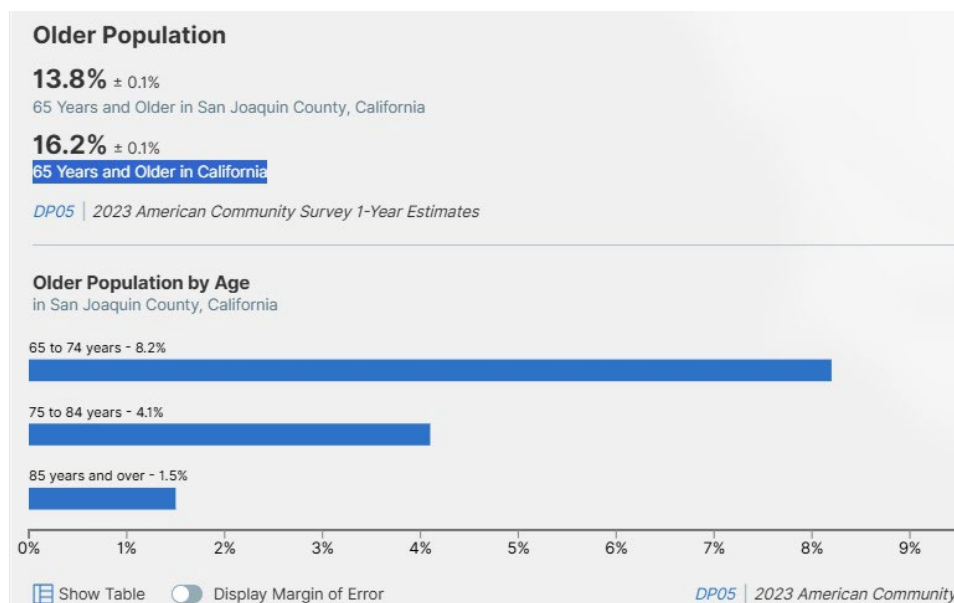 Older Population
13.8% ± 0.1%
65 Years and Older in San Joaquin County, California
16.2% ± 0.1%
65 Years and Older in California
DP05 | 2023 American Community Survey 1-Year Estimates
Older Population by Age
in San Joaquin County, California
65 to 74 years - 8.2%
75 to 84 years - 4.1%
85 years and over - 1.5%
0% 1% 2% 3% 4% 5% 6% 7% 8% 9%
Show Table Display Margin of Error DP05 | 2023 American Community